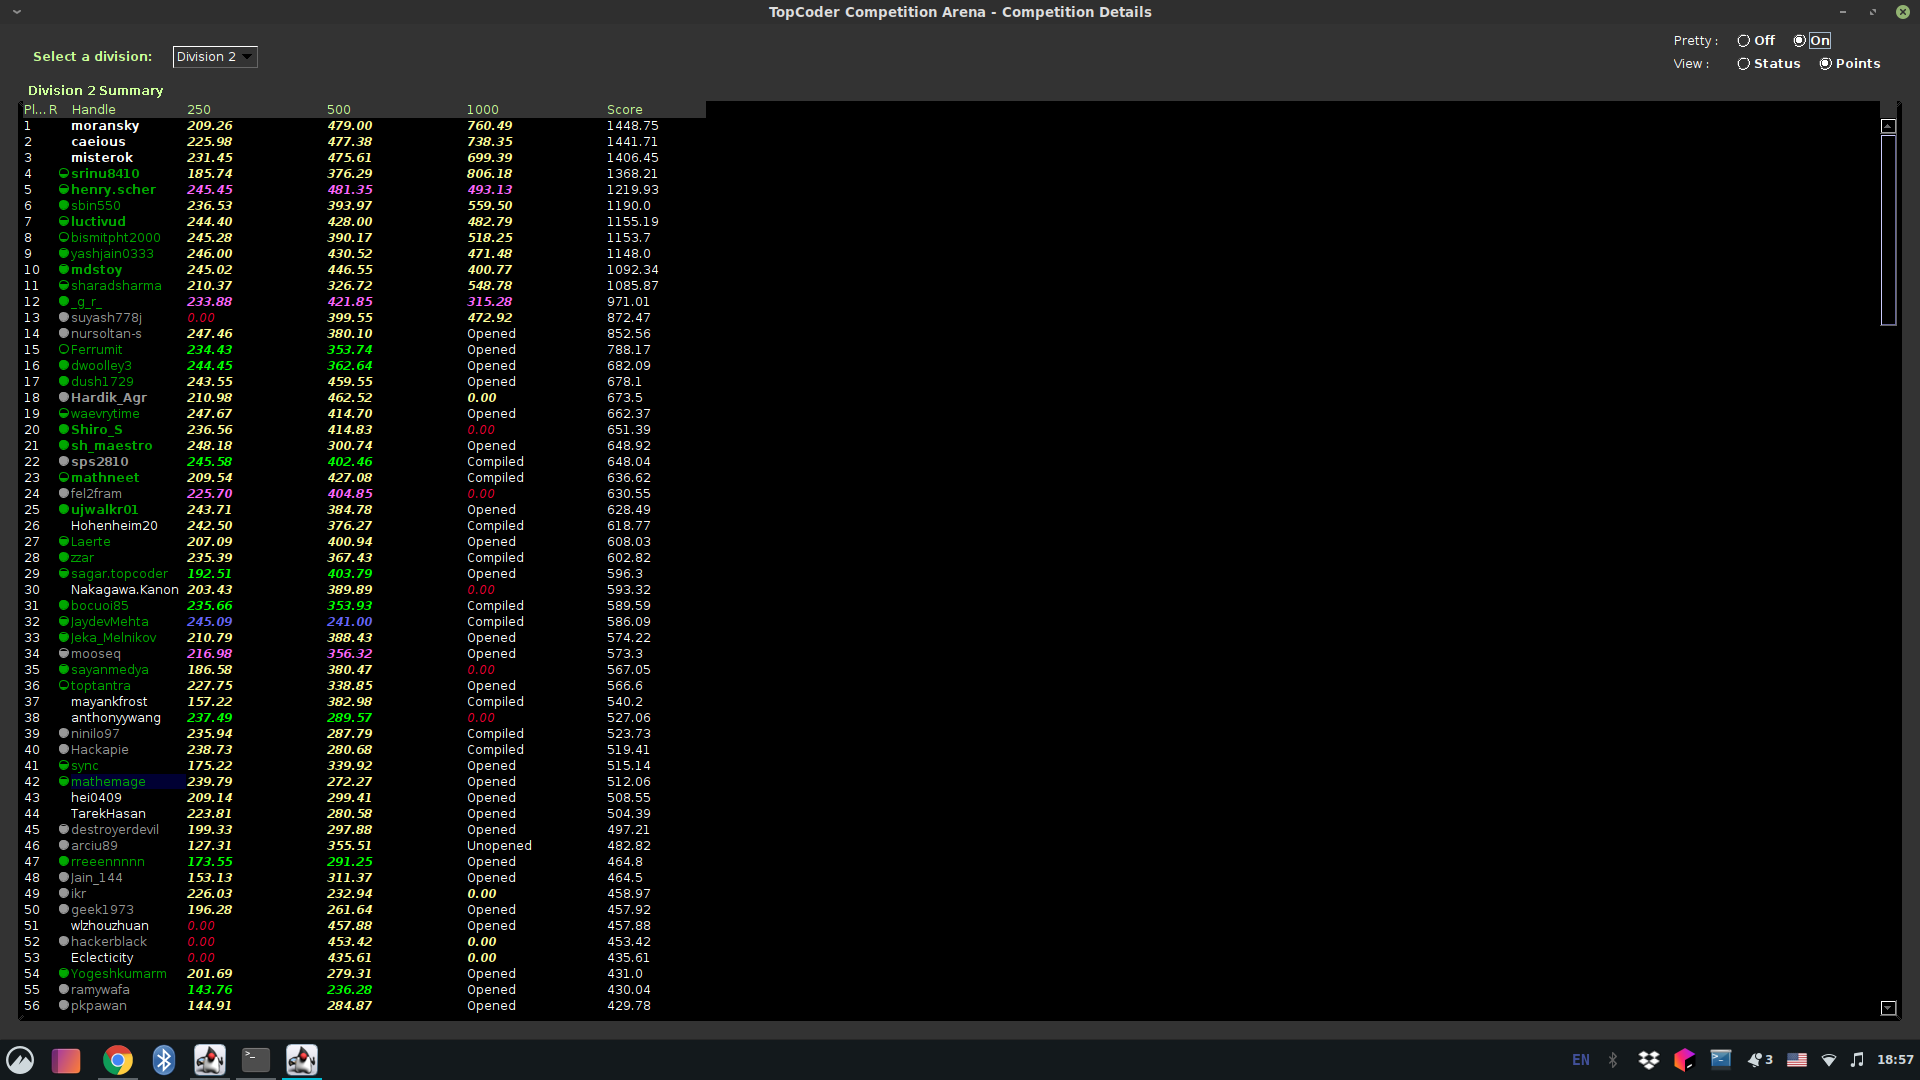 TopCoder Competition Arena - Competition Details
Select a division: Division 2
Pretty : Off On
View : Status Points
Division 2 Summary
Pl... R Handle 250 500 1000 Score
1 moransky 209.26 479.00 760.49 1448.75
2 caeious 225.98 477.38 738.35 1441.71
3 misterok 231.45 475.61 699.39 1406.45
4 srinu8410 185.74 376.29 806.18 1368.21
5 henry.scher 245.45 481.35 493.13 1219.93
6 sbin550 236.53 393.97 559.50 1190.0
7 luctivud 244.40 428.00 482.79 1155.19
8 bismitpht2000 245.28 390.17 518.25 1153.7
9 yashjain0333 246.00 430.52 471.48 1148.0
10 mdstoy 245.02 446.55 400.77 1092.34
11 sharadsharma 210.37 326.72 548.78 1085.87
12 _g_r_ 233.88 421.85 315.28 971.01
13 suyash778j 0.00 399.55 472.92 872.47
14 nursoltan-s 247.46 380.10 Opened 852.56
15 Ferrumit 234.43 353.74 Opened 788.17
16 dwoolley3 244.45 362.64 Opened 682.09
17 dush1729 243.55 459.55 Opened 678.1
18 Hardik_Agr 210.98 462.52 0.00 673.5
19 waevrytime 247.67 414.70 Opened 662.37
20 Shiro_S 236.56 414.83 0.00 651.39
21 sh_maestro 248.18 300.74 Opened 648.92
22 sps2810 245.58 402.46 Compiled 648.04
23 mathneet 209.54 427.08 Compiled 636.62
24 fel2fram 225.70 404.85 0.00 630.55
25 ujwalkr01 243.71 384.78 Opened 628.49
26 Hohenheim20 242.50 376.27 Compiled 618.77
27 Laerte 207.09 400.94 Opened 608.03
28 zzar 235.39 367.43 Compiled 602.82
29 sagar.topcoder 192.51 403.79 Opened 596.3
30 Nakagawa.Kanon 203.43 389.89 0.00 593.32
31 bocuoi85 235.66 353.93 Compiled 589.59
32 JaydevMehta 245.09 241.00 Compiled 586.09
33 Jeka_Melnikov 210.79 388.43 Opened 574.22
34 mooseq 216.98 356.32 Opened 573.3
35 sayanmedya 186.58 380.47 0.00 567.05
36 toptantra 227.75 338.85 Opened 566.6
37 mayankfrost 157.22 382.98 Compiled 540.2
38 anthonyywang 237.49 289.57 0.00 527.06
39 ninilo97 235.94 287.79 Compiled 523.73
40 Hackapie 238.73 280.68 Compiled 519.41
41 sync 175.22 339.92 Opened 515.14
42 mathemage 239.79 272.27 Opened 512.06
43 hei0409 209.14 299.41 Opened 508.55
44 TarekHasan 223.81 280.58 Opened 504.39
45 destroyerdevil 199.33 297.88 Opened 497.21
46 arciu89 127.31 355.51 Unopened 482.82
47 rreeennnnn 173.55 291.25 Opened 464.8
48 Jain_144 153.13 311.37 Opened 464.5
49 ikr 226.03 232.94 0.00 458.97
50 geek1973 196.28 261.64 Opened 457.92
51 wlzhouzhuan 0.00 457.88 Opened 457.88
52 hackerblack 0.00 453.42 0.00 453.42
53 Eclecticity 0.00 435.61 0.00 435.61
54 Yogeshkumarm 201.69 279.31 Opened 431.0
55 ramywafa 143.76 236.28 Opened 430.04
56 pkpawan 144.91 284.87 Opened 429.78
EN 3 18:57